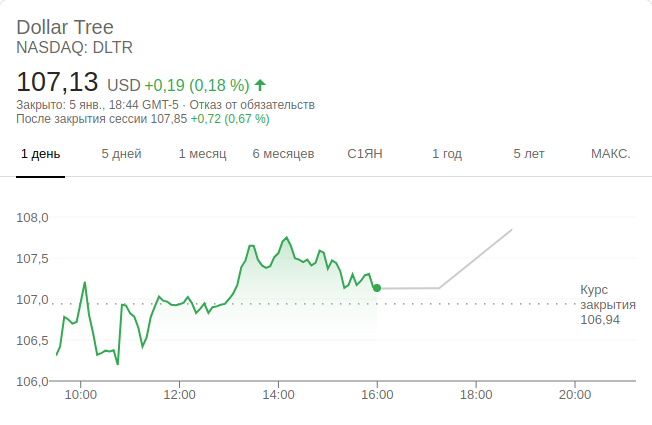 Dollar Tree
NASDAQ: DLTR
107,13 USD +0,19 (0,18 %)
Закрыто: 5 янв., 18:44 GMT-5 · Отказ от обязательств
После закрытия сессии 107,85 +0,72 (0,67 %)
1 день 5 дней 1 месяц 6 месяцев С1ЯН 1 год 5 лет МАКС.
108,0
107,5
107,0
106,5
106,0
Курс
закрытия
106,94
10:00 12:00 14:00 16:00 18:00 20:00